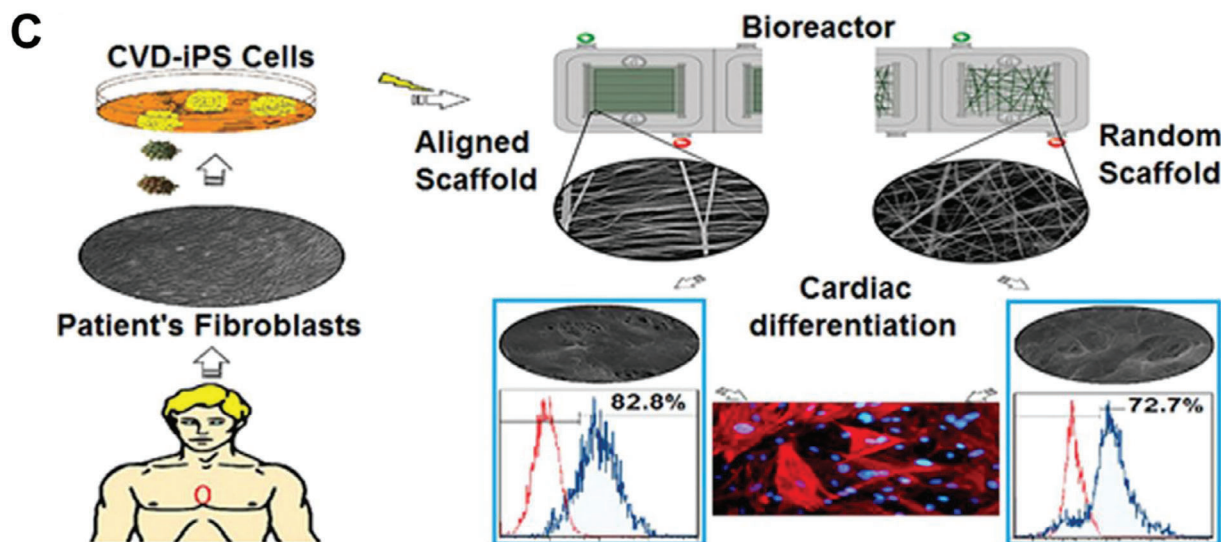 C
CVD-iPS Cells
Patient's Fibroblasts
Bioreactor
Aligned
Scaffold
Random
Scaffold
Cardiac
differentiation
82.8%
72.7%